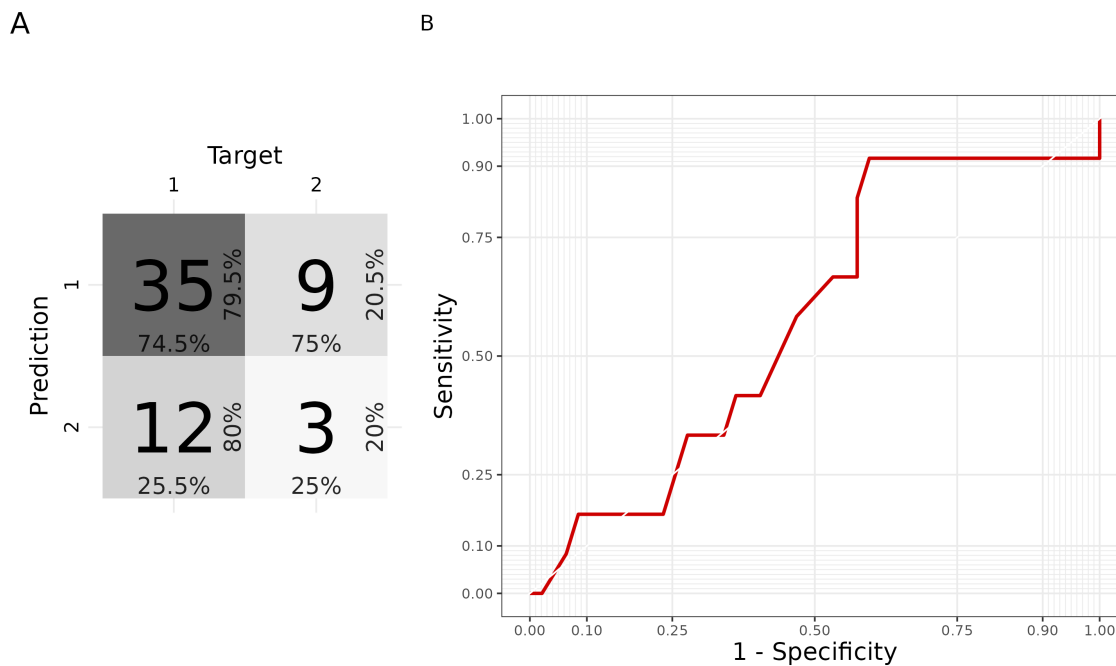 A
Target
1 2
Prediction
1
2
35 79.5%
74.5%
9 20.5%
75%
12 80%
25.5%
3 20%
25%
B
Sensitivity
1.00
0.90
0.75
0.50
0.25
0.10
0.00
0.00 0.10 0.25 0.50 0.75 0.90 1.00
1 - Specificity